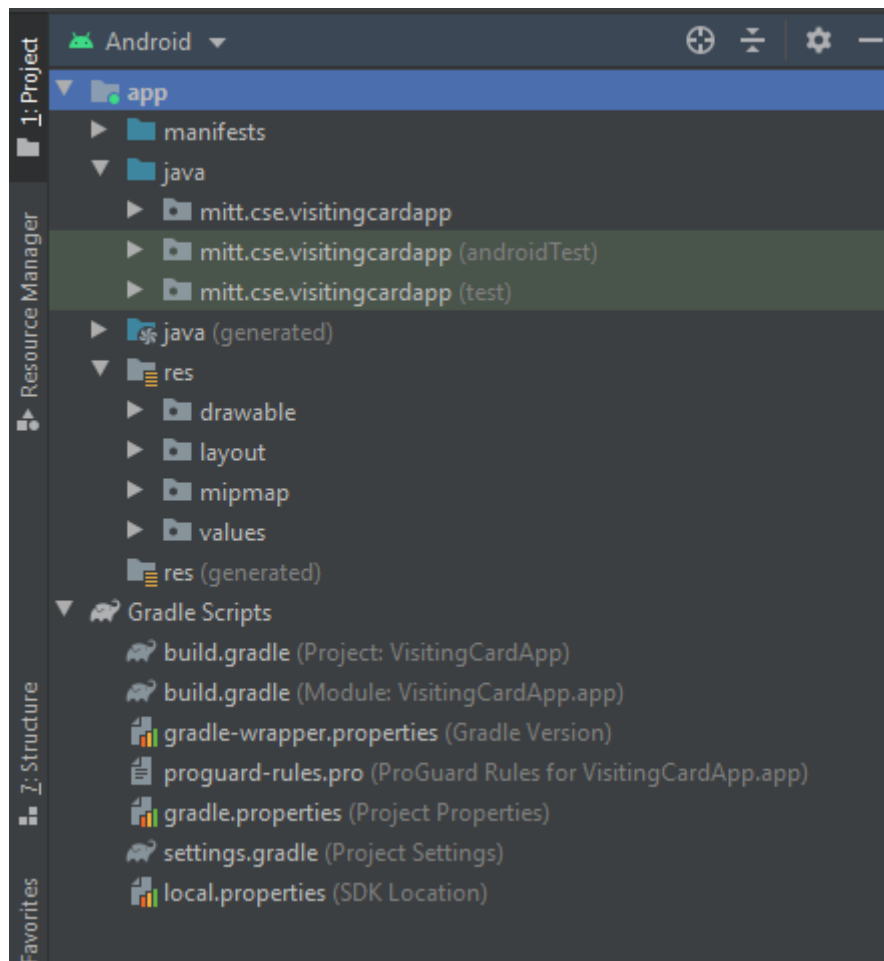 Android
1: Project
Resource Manager
7: Structure
Favorites
app
manifests
java
mitt.cse.visitingcardapp
mitt.cse.visitingcardapp (androidTest)
mitt.cse.visitingcardapp (test)
java (generated)
res
drawable
layout
mipmap
values
res (generated)
Gradle Scripts
build.gradle (Project: VisitingCardApp)
build.gradle (Module: VisitingCardApp.app)
gradle-wrapper.properties (Gradle Version)
proguard-rules.pro (ProGuard Rules for VisitingCardApp.app)
gradle.properties (Project Properties)
settings.gradle (Project Settings)
local.properties (SDK Location)